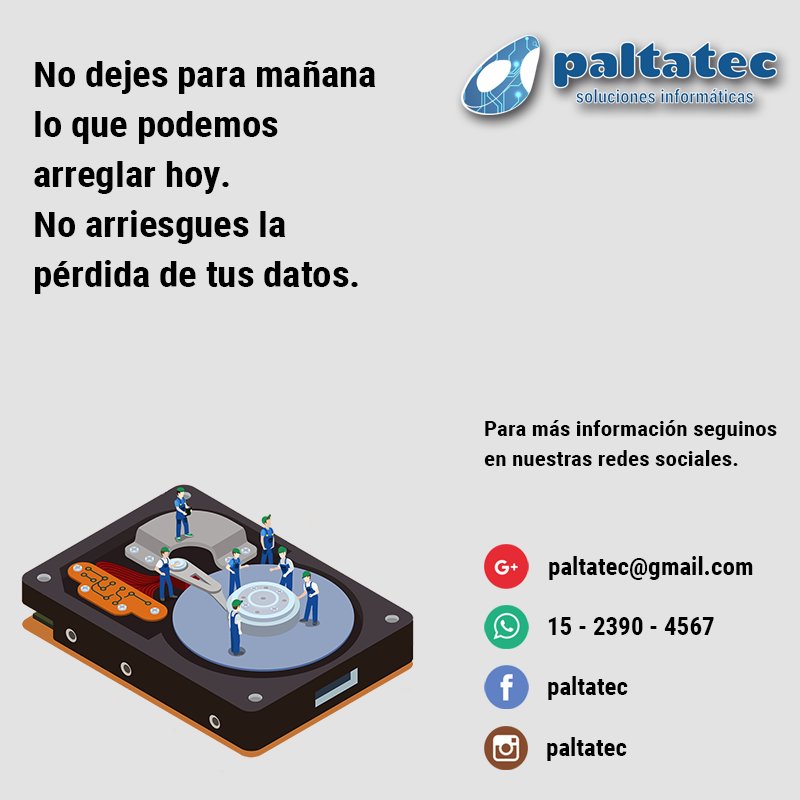 No dejes para mañana
lo que podemos
arreglar hoy.
No arriesgues la
pérdida de tus datos.
paltatec
soluciones informáticas
Para más información seguinos
en nuestras redes sociales.
G+ paltatec@gmail.com
15 - 2390 - 4567
f paltatec
paltatec